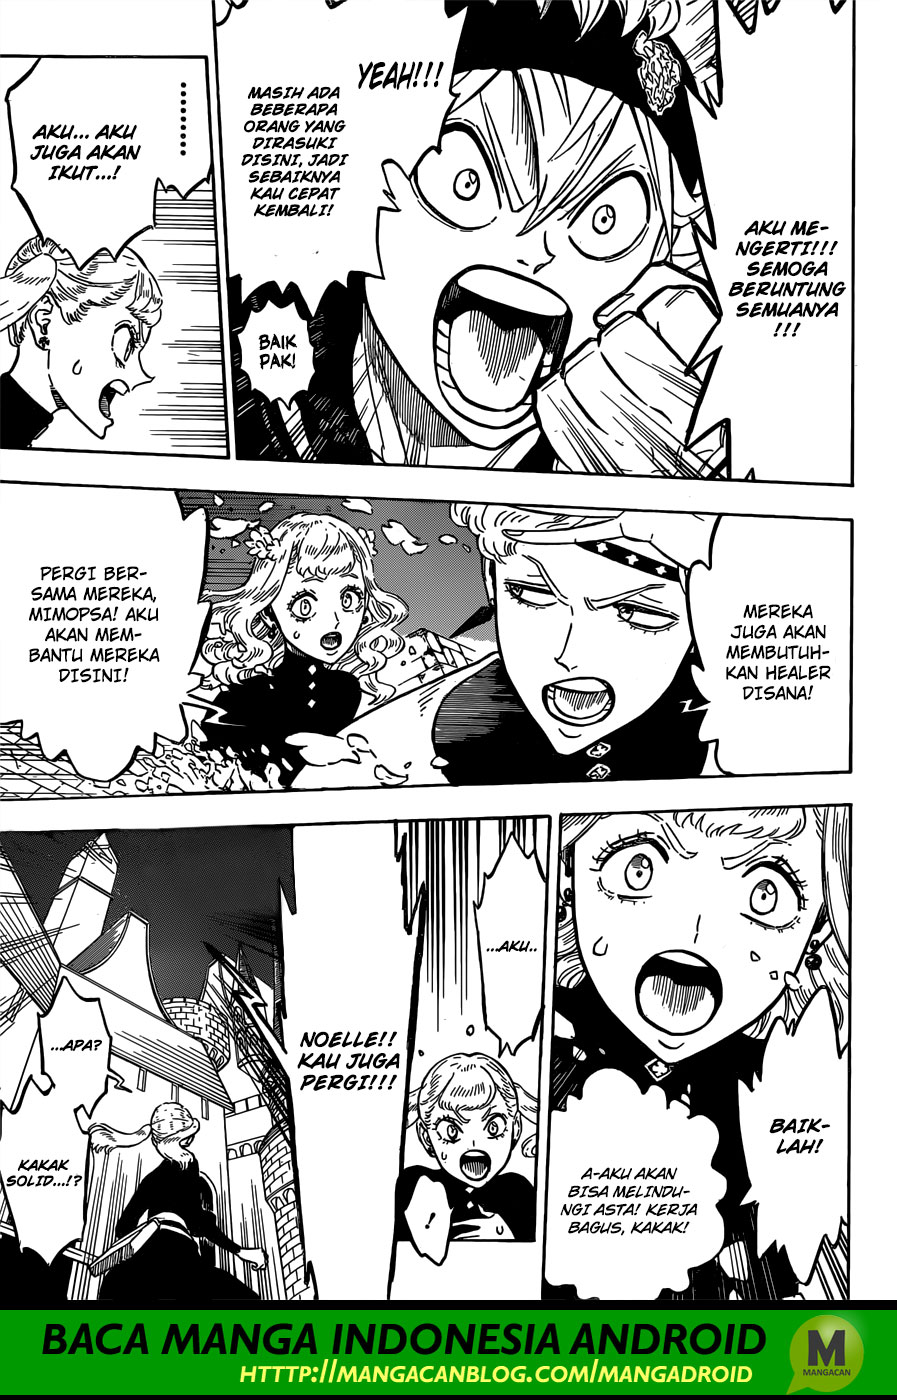 AKU ME-
NGERTI!!!
SEMOGA
BERUNTUNG
SEMUANYA
!!!
YEAH!!!
MASIH ADA
BEBERAPA
ORANG YANG
DIRASUKI
DISINI, JADI
SEBAIKNYA
KAU CEPAT
KEMBALI!
BAIK
PAK!
.........
AKU... AKU
JUGA AKAN
IKUT...!
MEREKA
JUGA AKAN
MEMBUTUH-
KAN HEALER
DISANA!
PERGI BER-
SAMA MEREKA,
MIMOPSA! AKU
AKAN MEM-
BANTU MEREKA
DISINI!
BAIK-
LAH!
A-AKU AKAN
BISA MELINDU-
NGI ASTA! KERJA
BAGUS, KAKAK!
...AKU..
!
NOELLE!!
KAU JUGA
PERGI!!!
...APA?
KAKAK
SOLID...!?
BACA MANGA INDONESIA ANDROID
HTTTP://MANGACANBLOG.COM/MANGADROID
M
MANGACAN